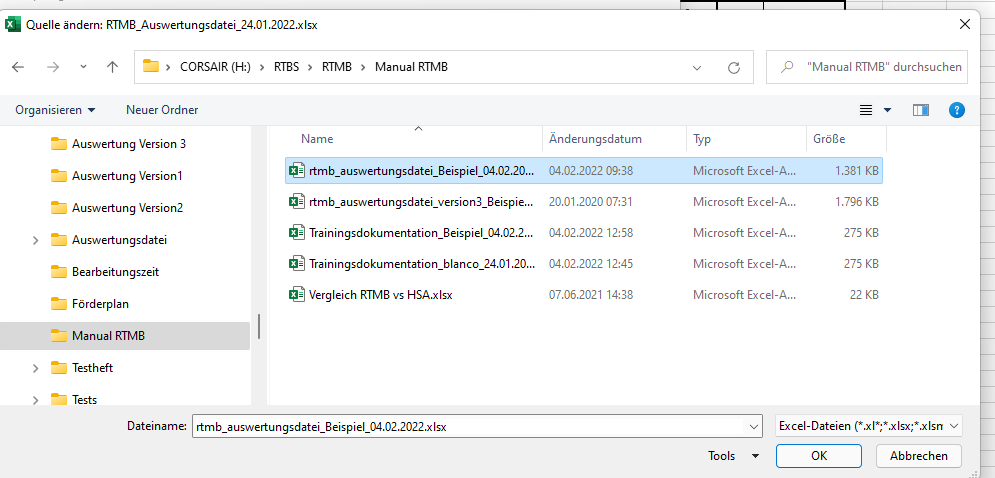 Quelle ändern: RTMB_Auswertungsdatei_24.01.2022.xlsx
CORSAIR (H:) > RTBS > RTMB > Manual RTMB
"Manual RTMB" durchsuchen
Organisieren Neuer Ordner
Auswertung Version 3
Auswertung Version1
Auswertung Version2
Auswertungsdatei
Bearbeitungszeit
Förderplan
Manual RTMB
Testheft
Tests
Name Änderungsdatum Typ Größe
rtmb_auswertungsdatei_Beispiel_04.02.20... 04.02.2022 09:38 Microsoft Excel-A... 1.381 KB
rtmb_auswertungsdatei_version3_Beispie... 20.01.2020 07:31 Microsoft Excel-A... 1.796 KB
Trainingsdokumentation_Beispiel_04.02.2... 04.02.2022 12:58 Microsoft Excel-A... 275 KB
Trainingsdokumentation_blanco_24.01.20... 04.02.2022 12:45 Microsoft Excel-A... 275 KB
Vergleich RTMB vs HSA.xlsx 07.06.2021 14:38 Microsoft Excel-A... 22 KB
Dateiname: rtmb_auswertungsdatei_Beispiel_04.02.2022.xlsx Excel-Dateien (*.xl*;*.xlsx;*.xlsm
Tools OK Abbrechen